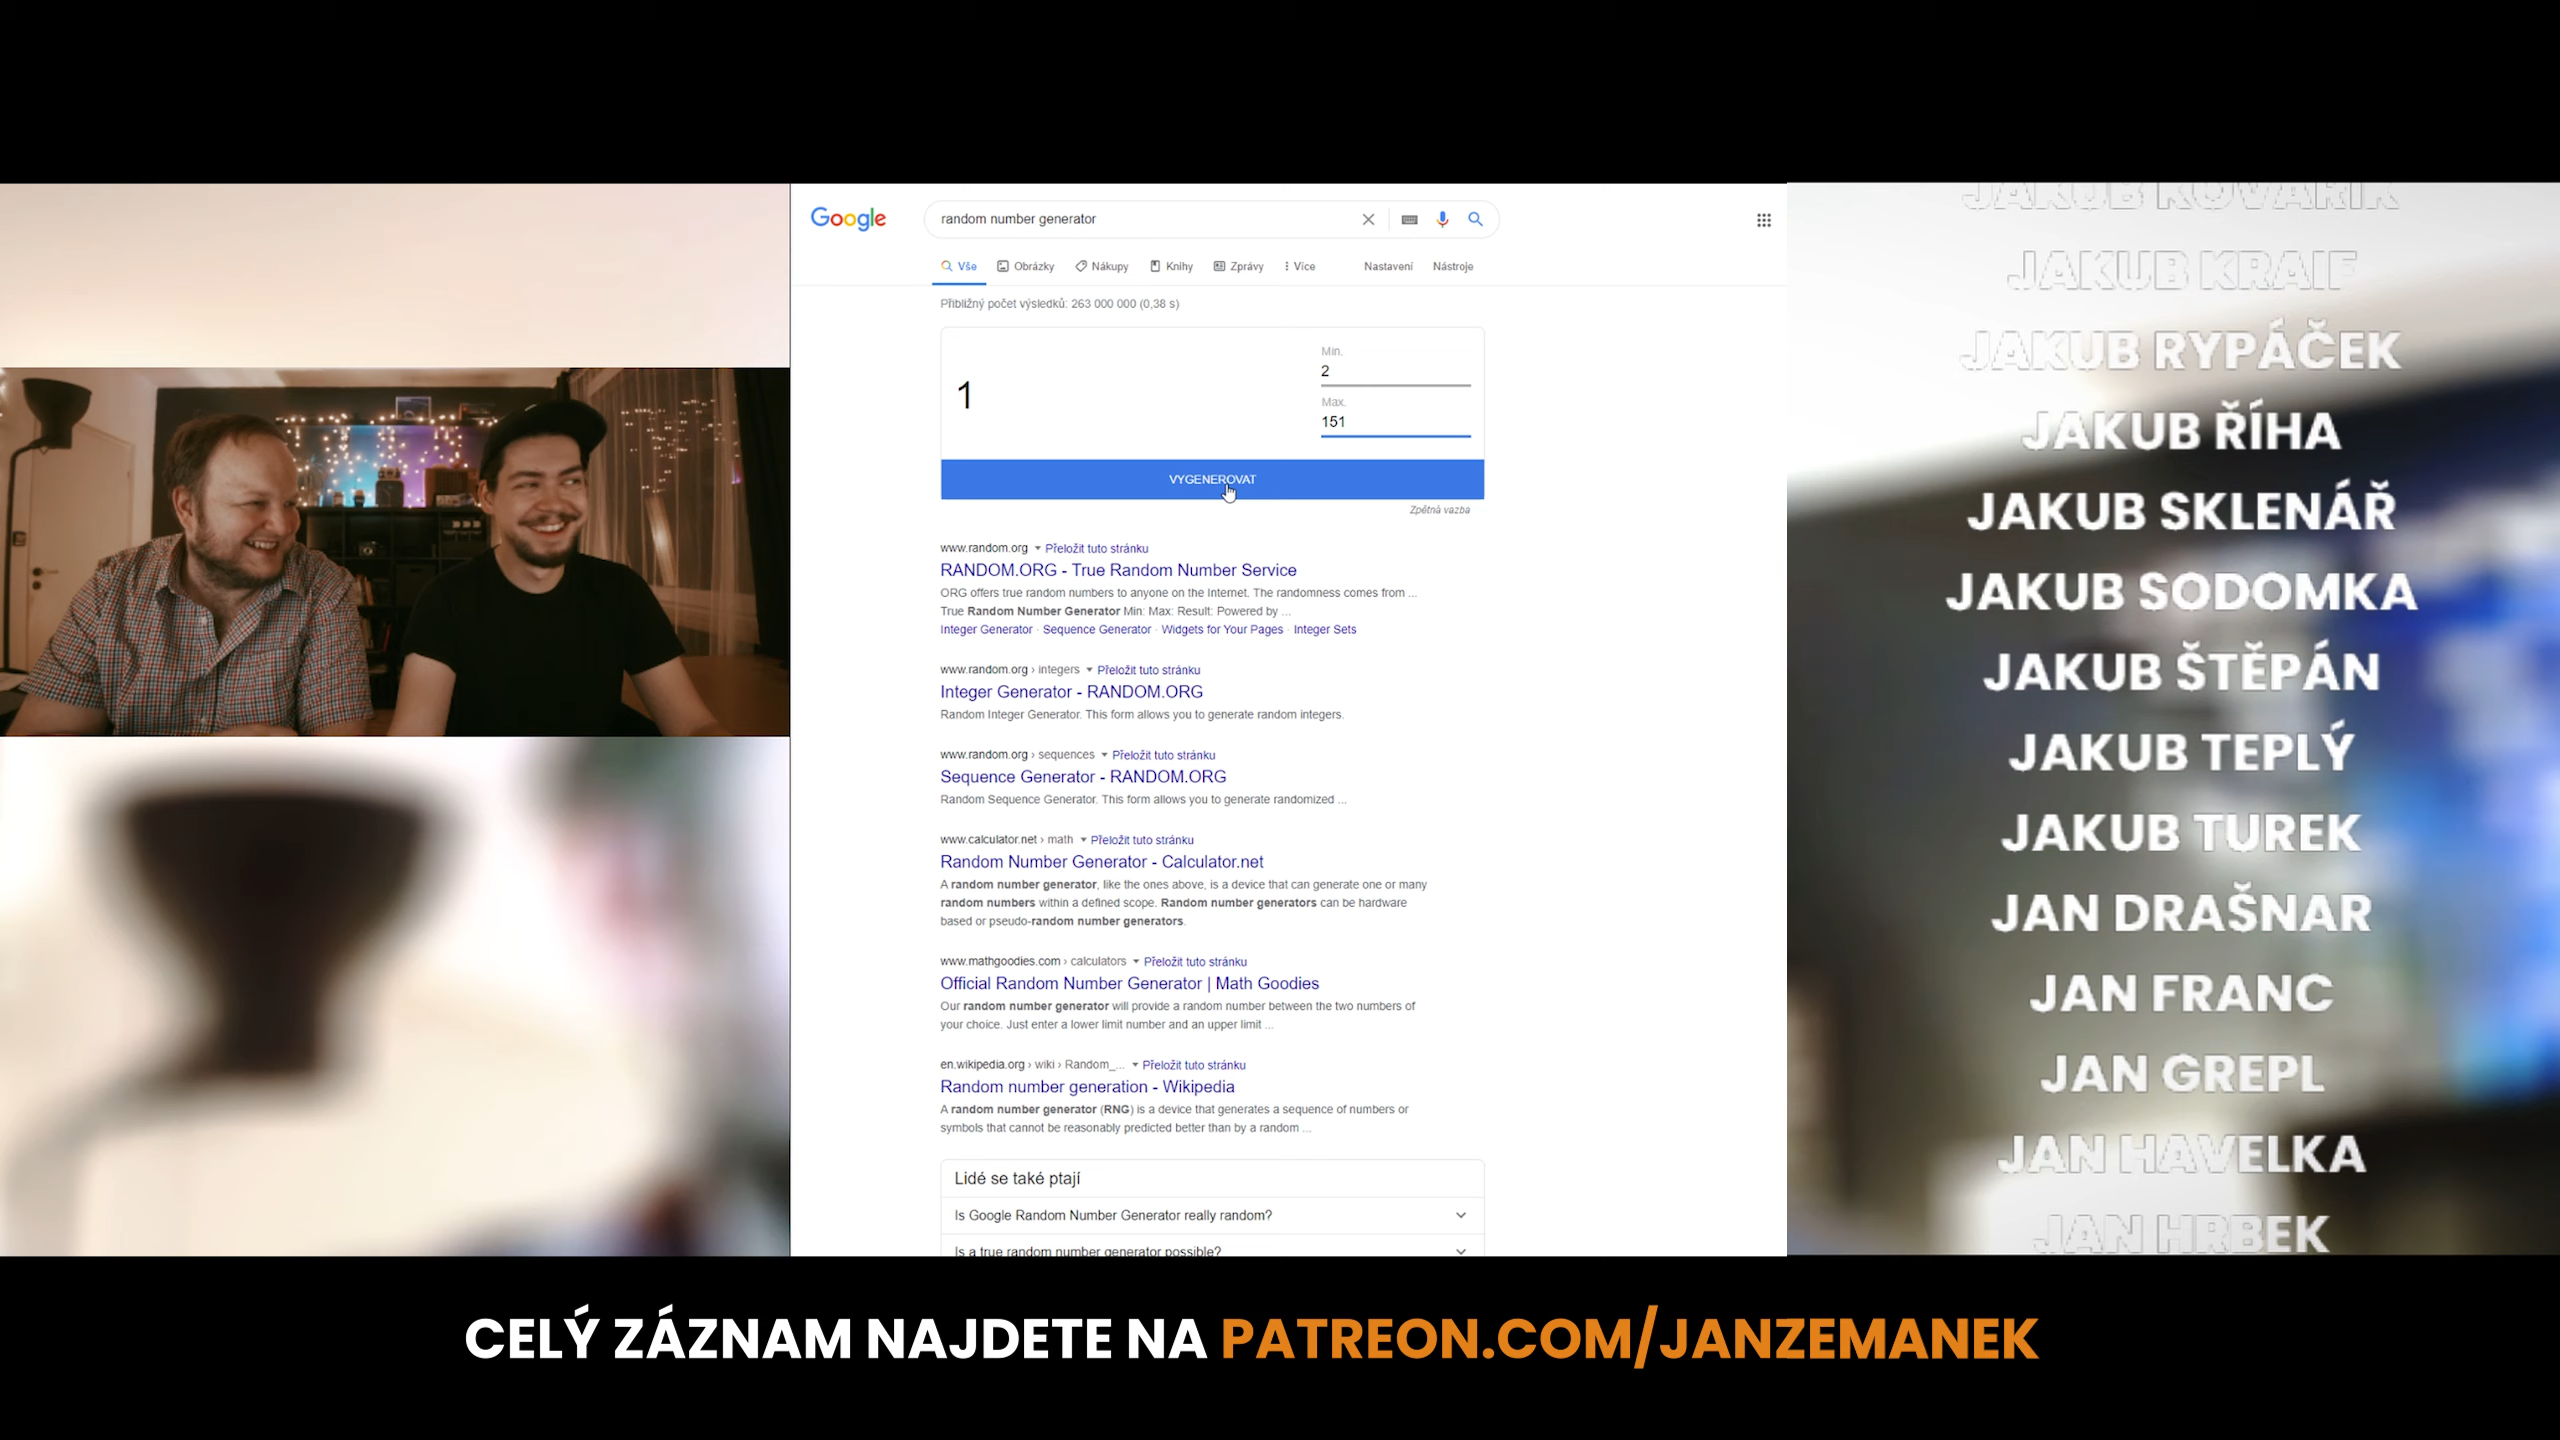 Google
random number generator
Vše Obrázky Nákupy Knihy Zprávy Více Nastavení Nástroje
Přibližný počet výsledků: 263 000 000 (0,38 s)
1
Min.
2
Max.
151
VYGENEROVAT
Zpětná vazba
www.random.org Přeložit tuto stránku
RANDOM.ORG - True Random Number Service
ORG offers true random numbers to anyone on the Internet. The randomness comes from ...
True Random Number Generator Min: Max: Result: Powered by ...
Integer Generator · Sequence Generator · Widgets for Your Pages · Integer Sets
www.random.org › integers Přeložit tuto stránku
Integer Generator - RANDOM.ORG
Random Integer Generator. This form allows you to generate random integers.
www.random.org › sequences Přeložit tuto stránku
Sequence Generator - RANDOM.ORG
Random Sequence Generator. This form allows you to generate randomized ...
www.calculator.net › math Přeložit tuto stránku
Random Number Generator - Calculator.net
A random number generator, like the ones above, is a device that can generate one or many
random numbers within a defined scope. Random number generators can be hardware
based or pseudo-random number generators.
www.mathgoodies.com › calculators Přeložit tuto stránku
Official Random Number Generator | Math Goodies
Our random number generator will provide a random number between the two numbers of
your choice. Just enter a lower limit number and an upper limit ...
en.wikipedia.org › wiki › Random_... Přeložit tuto stránku
Random number generation - Wikipedia
A random number generator (RNG) is a device that generates a sequence of numbers or
symbols that cannot be reasonably predicted better than by a random ...
Lidé se také ptají
Is Google Random Number Generator really random?
Is a true random number generator possible?
JAKUB KOVAŘÍK
JAKUB KRAIF
JAKUB RYPÁČEK
JAKUB ŘÍHA
JAKUB SKLENÁŘ
JAKUB SODOMKA
JAKUB ŠTĚPÁN
JAKUB TEPLÝ
JAKUB TUREK
JAN DRAŠNAR
JAN FRANC
JAN GREPL
JAN HAVELKA
JAN HRBEK
CELÝ ZÁZNAM NAJDETE NA PATREON.COM/JANZEMANEK